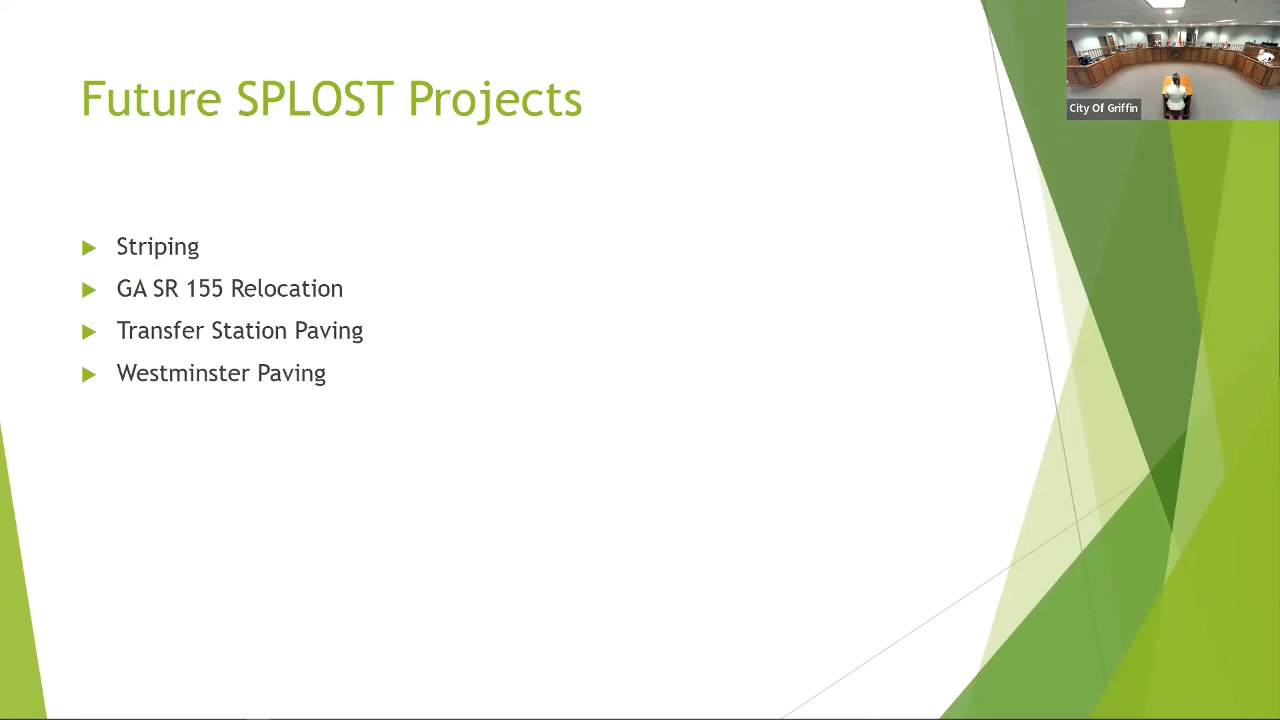 Future SPLOST Projects
City Of Griffin
Striping
GA SR 155 Relocation
Transfer Station Paving
Westminster Paving